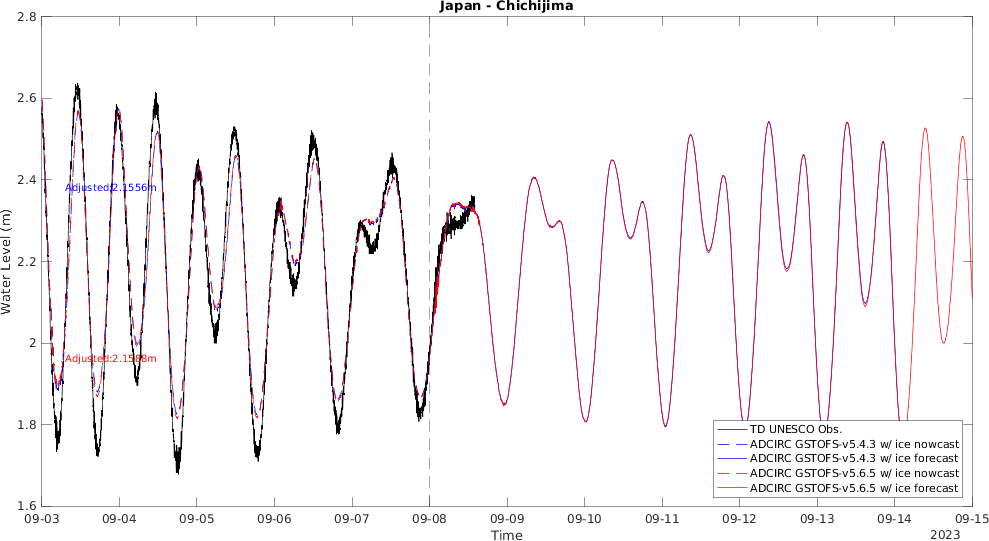 Japan - Chichijima
Water Level (m)
2.8
2.6
2.4
2.2
2
1.8
1.6
Adjusted:2.1556m
Adjusted:2.1588m
TD UNESCO Obs.
ADCIRC GSTOFS-v5.4.3 w/ ice nowcast
ADCIRC GSTOFS-v5.4.3 w/ ice forecast
ADCIRC GSTOFS-v5.6.5 w/ ice nowcast
ADCIRC GSTOFS-v5.6.5 w/ ice forecast
09-03 09-04 09-05 09-06 09-07 09-08 09-09 09-10 09-11 09-12 09-13 09-14 09-15
Time
2023